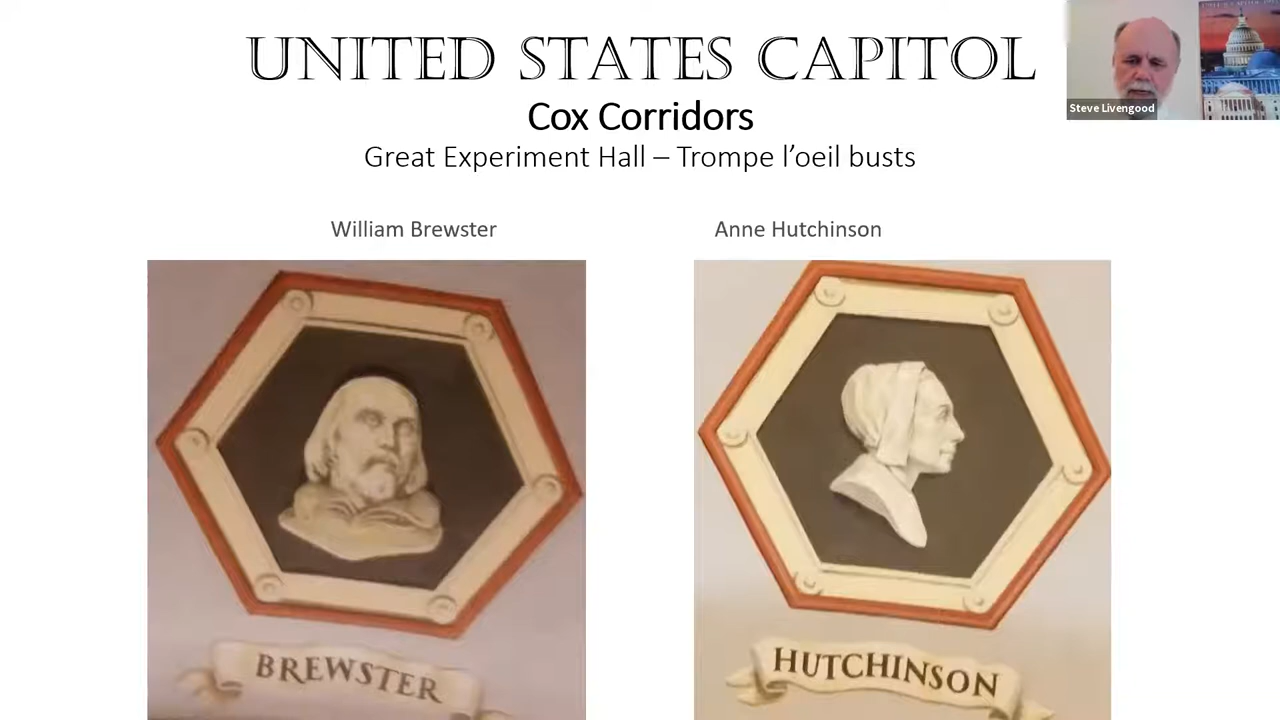 UNITED STATES CAPITOL
Cox Corridors
Great Experiment Hall – Trompe l’oeil busts
Steve Livengood
William Brewster
Anne Hutchinson
BREWSTER
HUTCHINSON